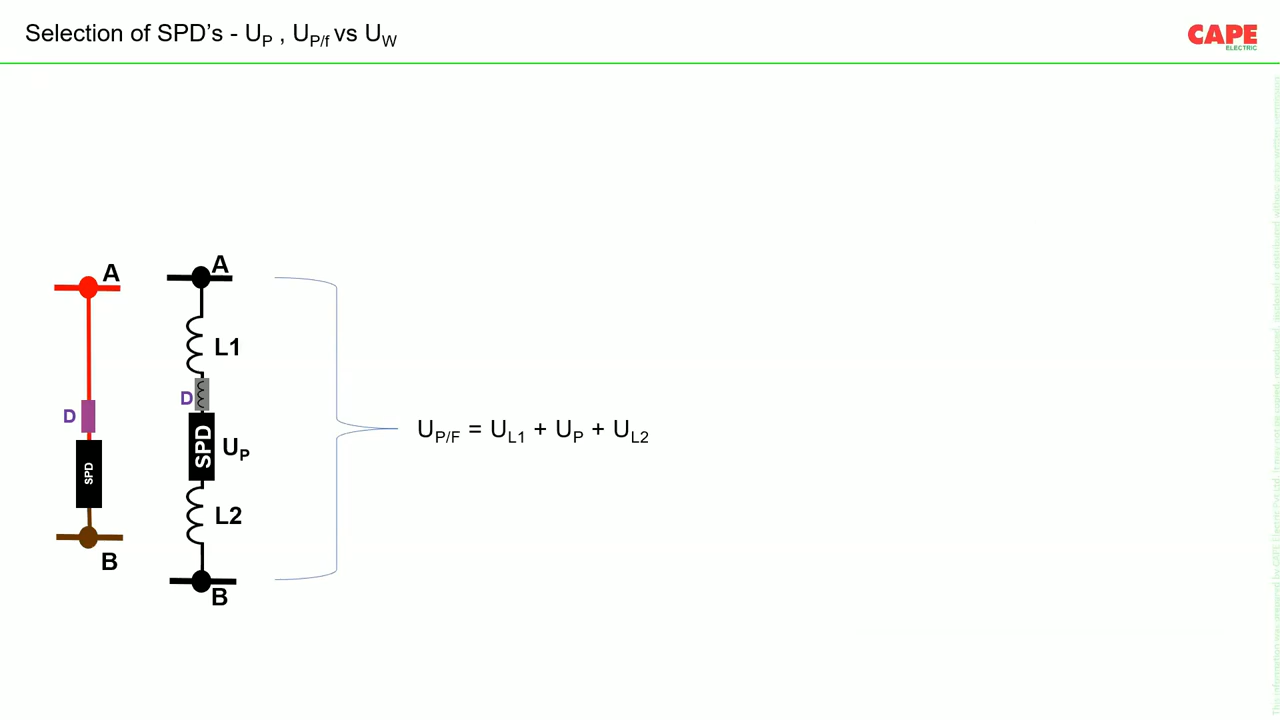 Selection of SPD's - UP , UP/f vs UW
CAPE
ELECTRIC
A
D
SPD
B
A
L1
D
SPD
UP
L2
B
UP/F = UL1 + UP + UL2